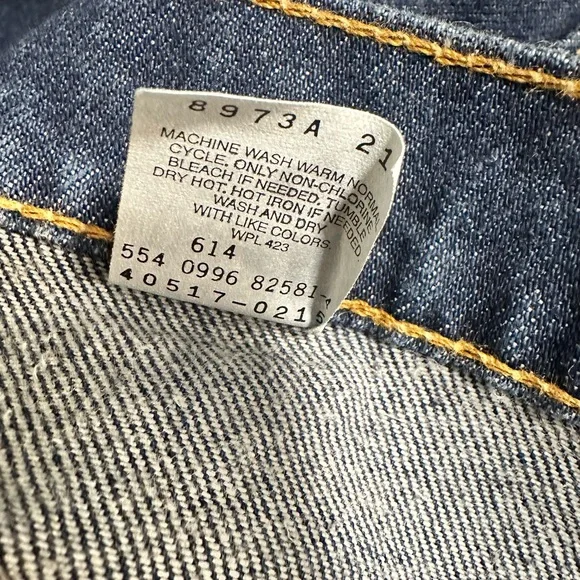 8973A 21
MACHINE WASH WARM NORMAL
CYCLE. ONLY NON-CHLORINE
BLEACH IF NEEDED. TUMBLE
DRY HOT. HOT IRON IF NEEDED
WASH AND DRY
WITH LIKE COLORS.
WPL 423
614
554 0996 82581-
40517-021